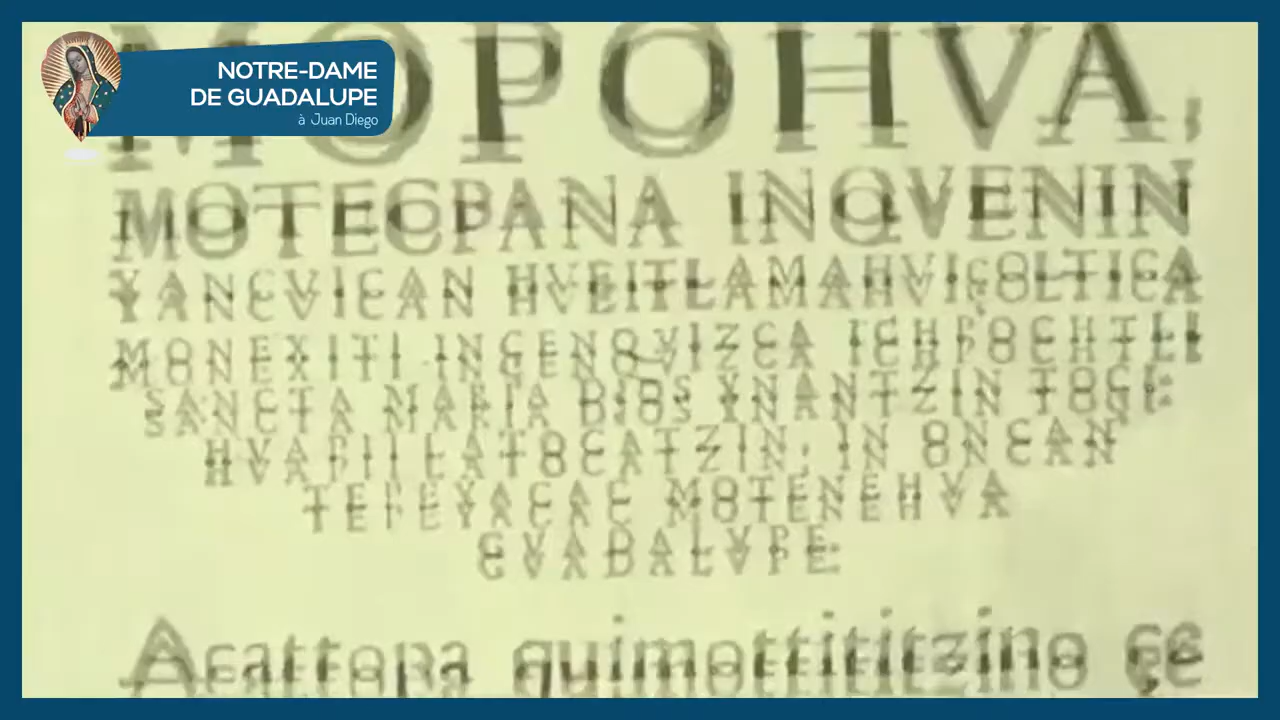 NOTRE-DAME
DE GUADALUPE
à Juan Diego
MOPOHVA,
MOTECPANA INQVENIN
YANCVICAN HVEITLAMAHVIÇOLTICA
MONEXITI INCENQVIZCA ICHPOCHTLI
SANCTA MARIA DIOS YNANTZIN TOCI-
HVAPILLATOCATZIN, IN ONCAN
TEPEYACAC MOTENEHVA
GVADALVPE.
Acattopa quimottititzino çe